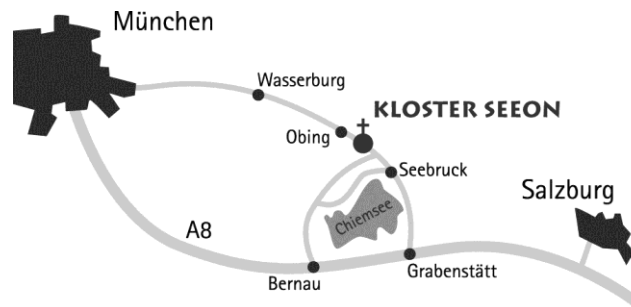 München
Wasserburg
KLOSTER SEEON
Obing
Seebruck
Salzburg
Chiemsee
A8
Bernau
Grabenstätt